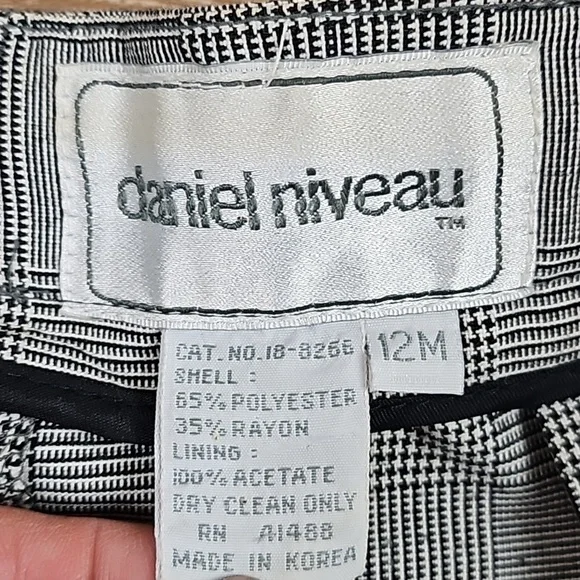 daniel niveau
TM
CAT. NO. 18-8266
12M
SHELL :
65% POLYESTER
35% RAYON
LINING :
100% ACETATE
DRY CLEAN ONLY
RN A1488
MADE IN KOREA